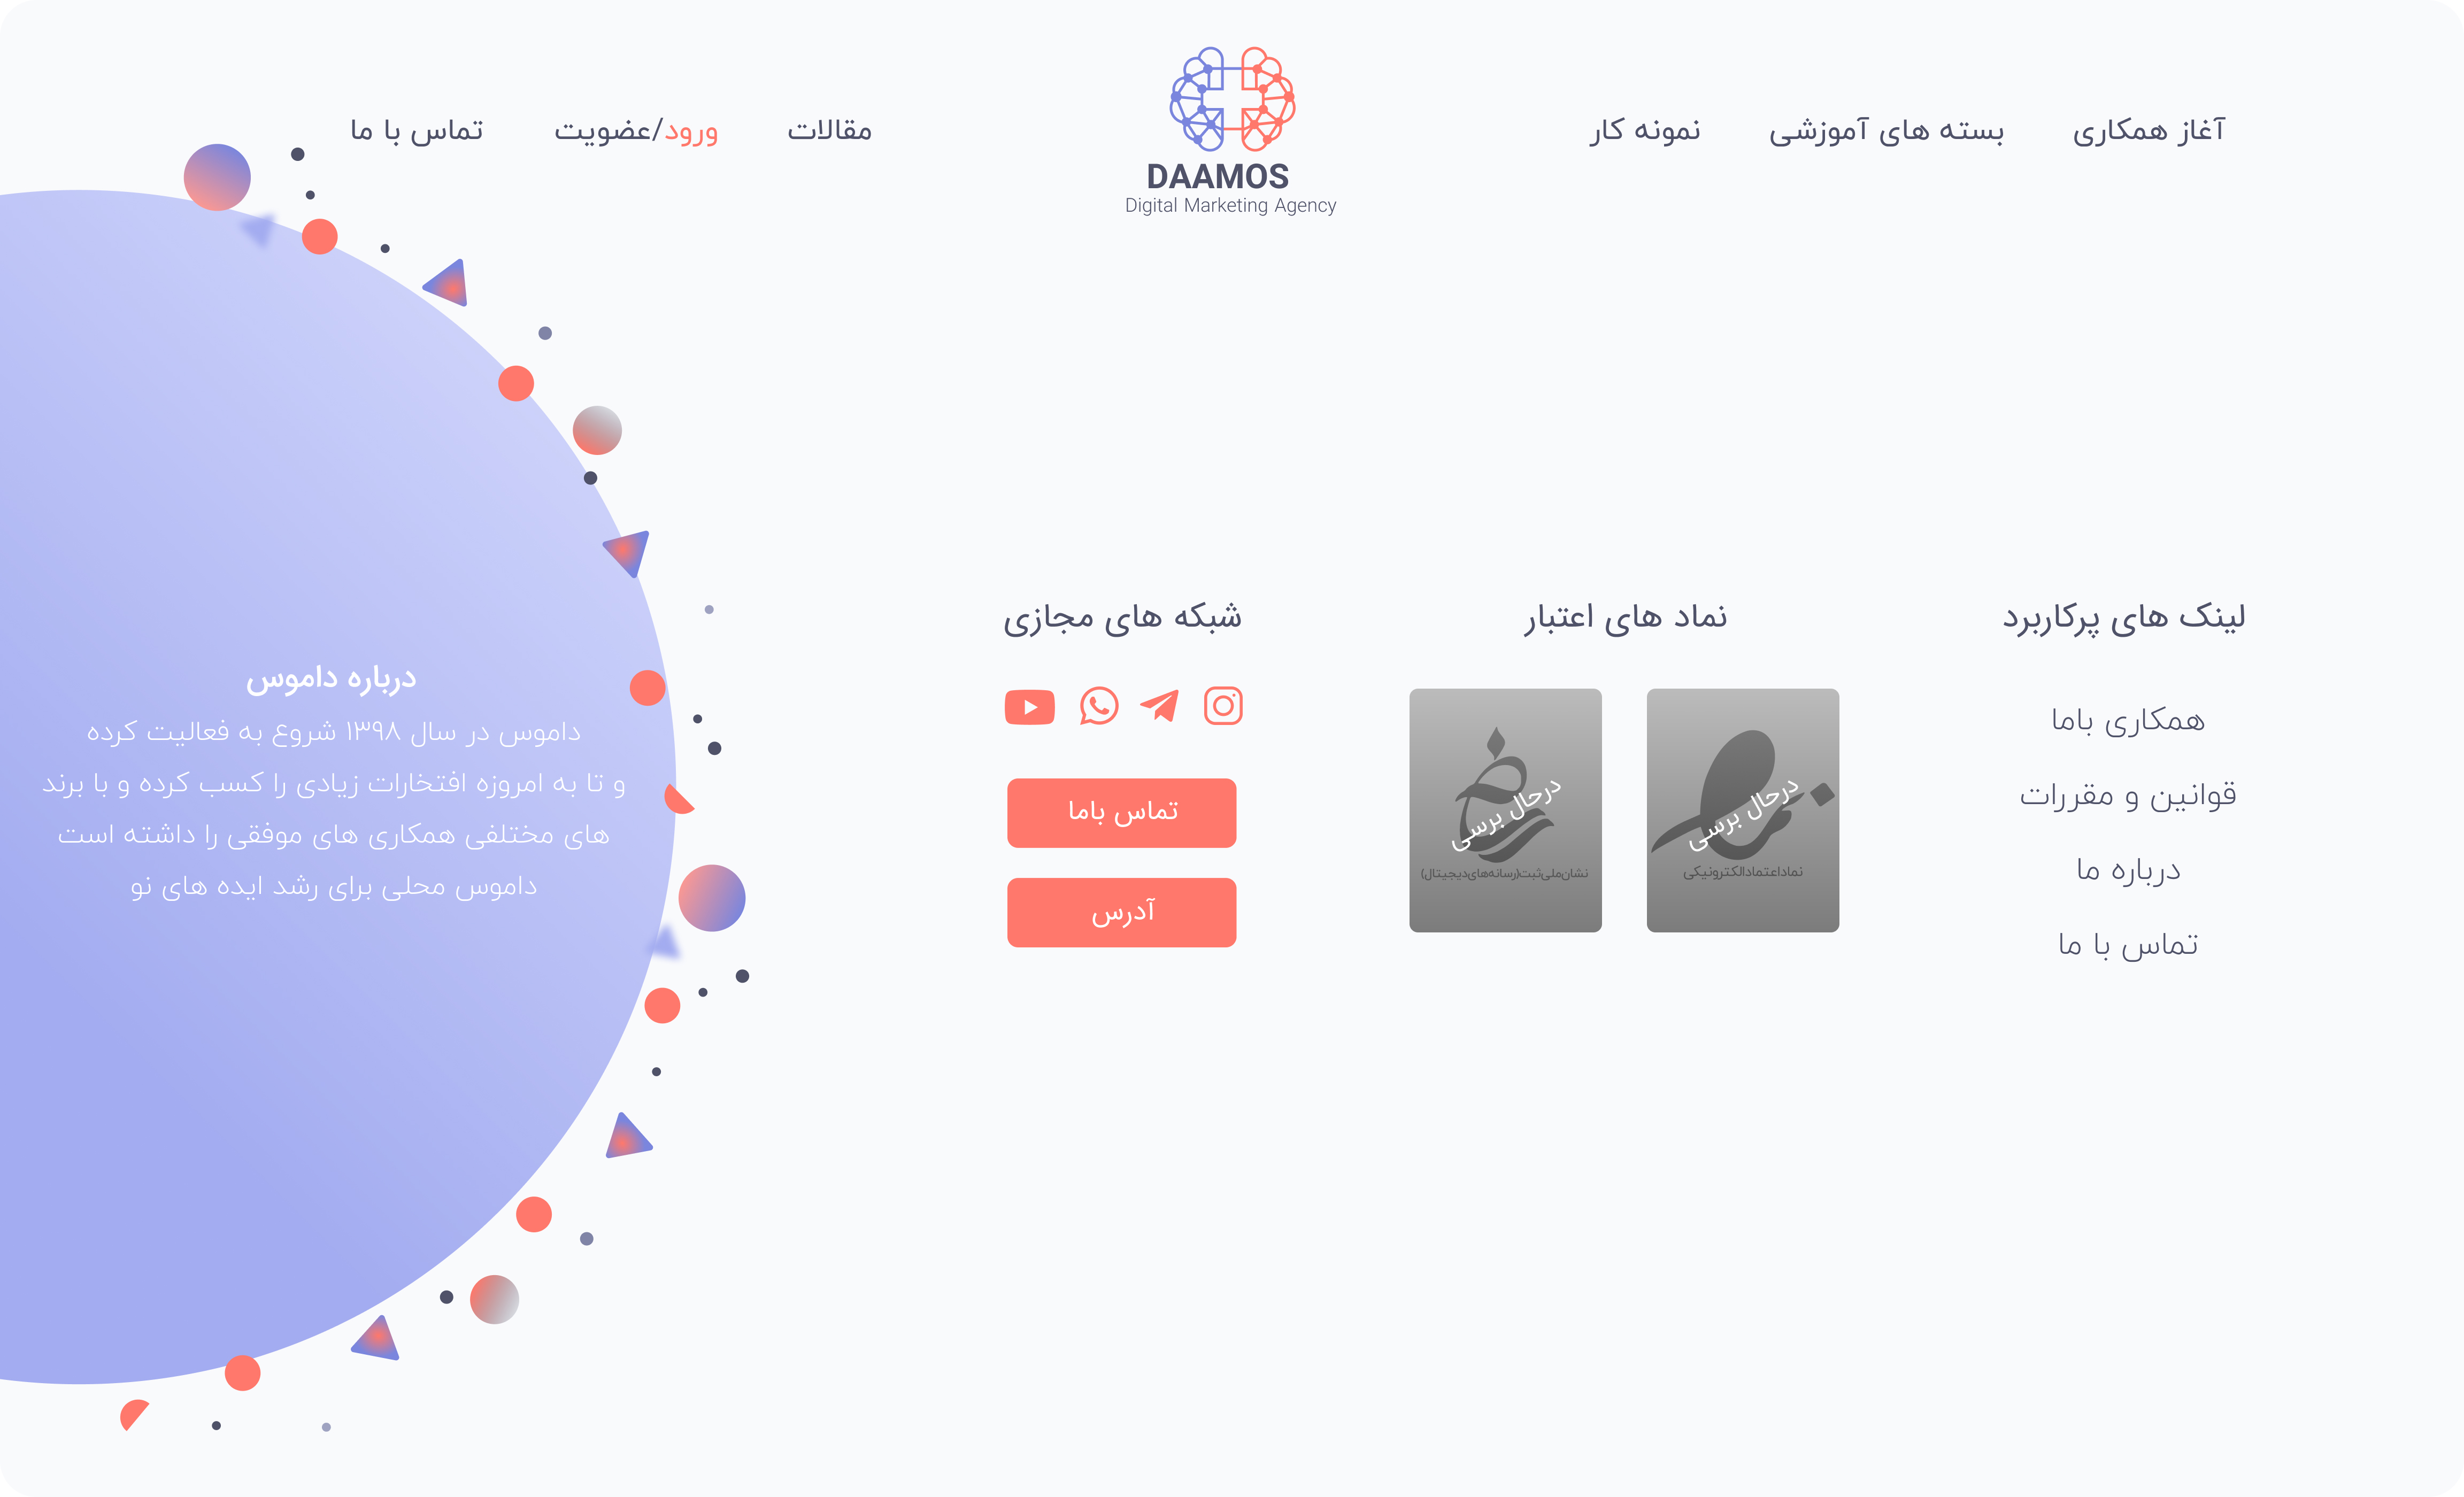 آغاز همکاری
بسته های آموزشی
نمونه کار
DAAMOS
Digital Marketing Agency
مقالات
ورود/عضویت
تماس با ما
لینک های پرکاربرد
همکاری باما
قوانین و مقررات
درباره ما
تماس با ما
نماد های اعتبار
درحال برسی
نماداعتمادالکترونیکی
درحال برسی
نشان‌ملی‌ثبت(رسانه‌های‌دیجیتال)
شبکه های مجازی
تماس باما
آدرس
درباره داموس
داموس در سال ۱۳۹۸ شروع به فعالیت کرده
و تا به امروزه افتخارات زیادی را کسب کرده و با برند
های مختلفی همکاری های موفقی را داشته است
داموس محلی برای رشد ایده های نو